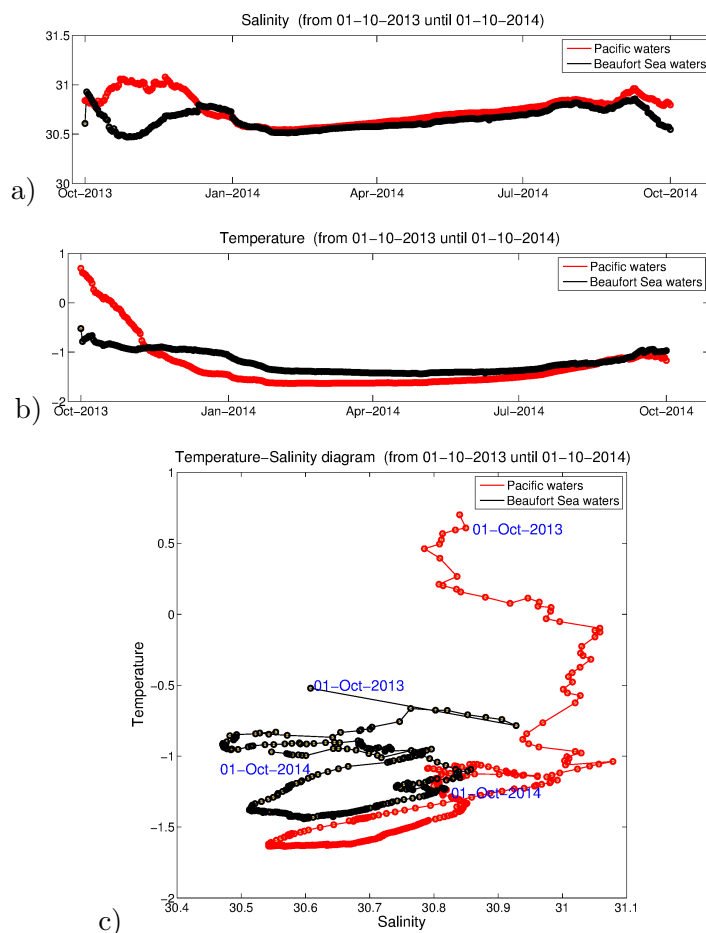 Salinity (from 01−10−2013 until 01−10−2014)
31.5
31
30.5
30
Pacific waters
Beaufort Sea waters
a)
Oct−2013 Jan−2014 Apr−2014 Jul−2014 Oct−2014
Temperature (from 01−10−2013 until 01−10−2014)
1
0
−1
−2
Pacific waters
Beaufort Sea waters
b)
Oct−2013 Jan−2014 Apr−2014 Jul−2014 Oct−2014
Temperature−Salinity diagram (from 01−10−2013 until 01−10−2014)
1
0.5
0
−0.5
−1
−1.5
−2
Temperature
Pacific waters
Beaufort Sea waters
01−Oct−2013
01−Oct−2013
01−Oct−2014
01−Oct−2014
30.4 30.5 30.6 30.7 30.8 30.9 31 31.1
c)
Salinity